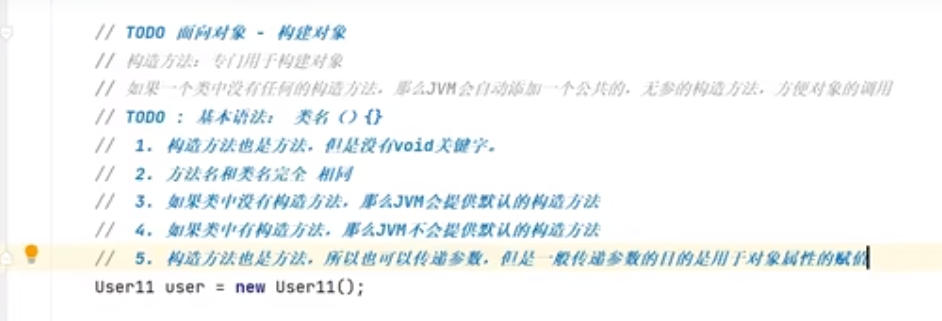 // TODO 面向对象 - 构建对象
// 构造方法：专门用于构建对象
// 如果一个类中没有任何的构造方法，那么JVM会自动添加一个公共的，无参的构造方法，方便对象的调用
// TODO : 基本语法： 类名（）{}
//  1. 构造方法也是方法，但是没有void关键字。
//  2. 方法名和类名完全 相同
//  3. 如果类中没有构造方法，那么JVM会提供默认的构造方法
//  4. 如果类中有构造方法，那么JVM不会提供默认的构造方法
//  5. 构造方法也是方法，所以也可以传递参数，但是一般传递参数的目的是用于对象属性的赋值
User11 user = new User11();